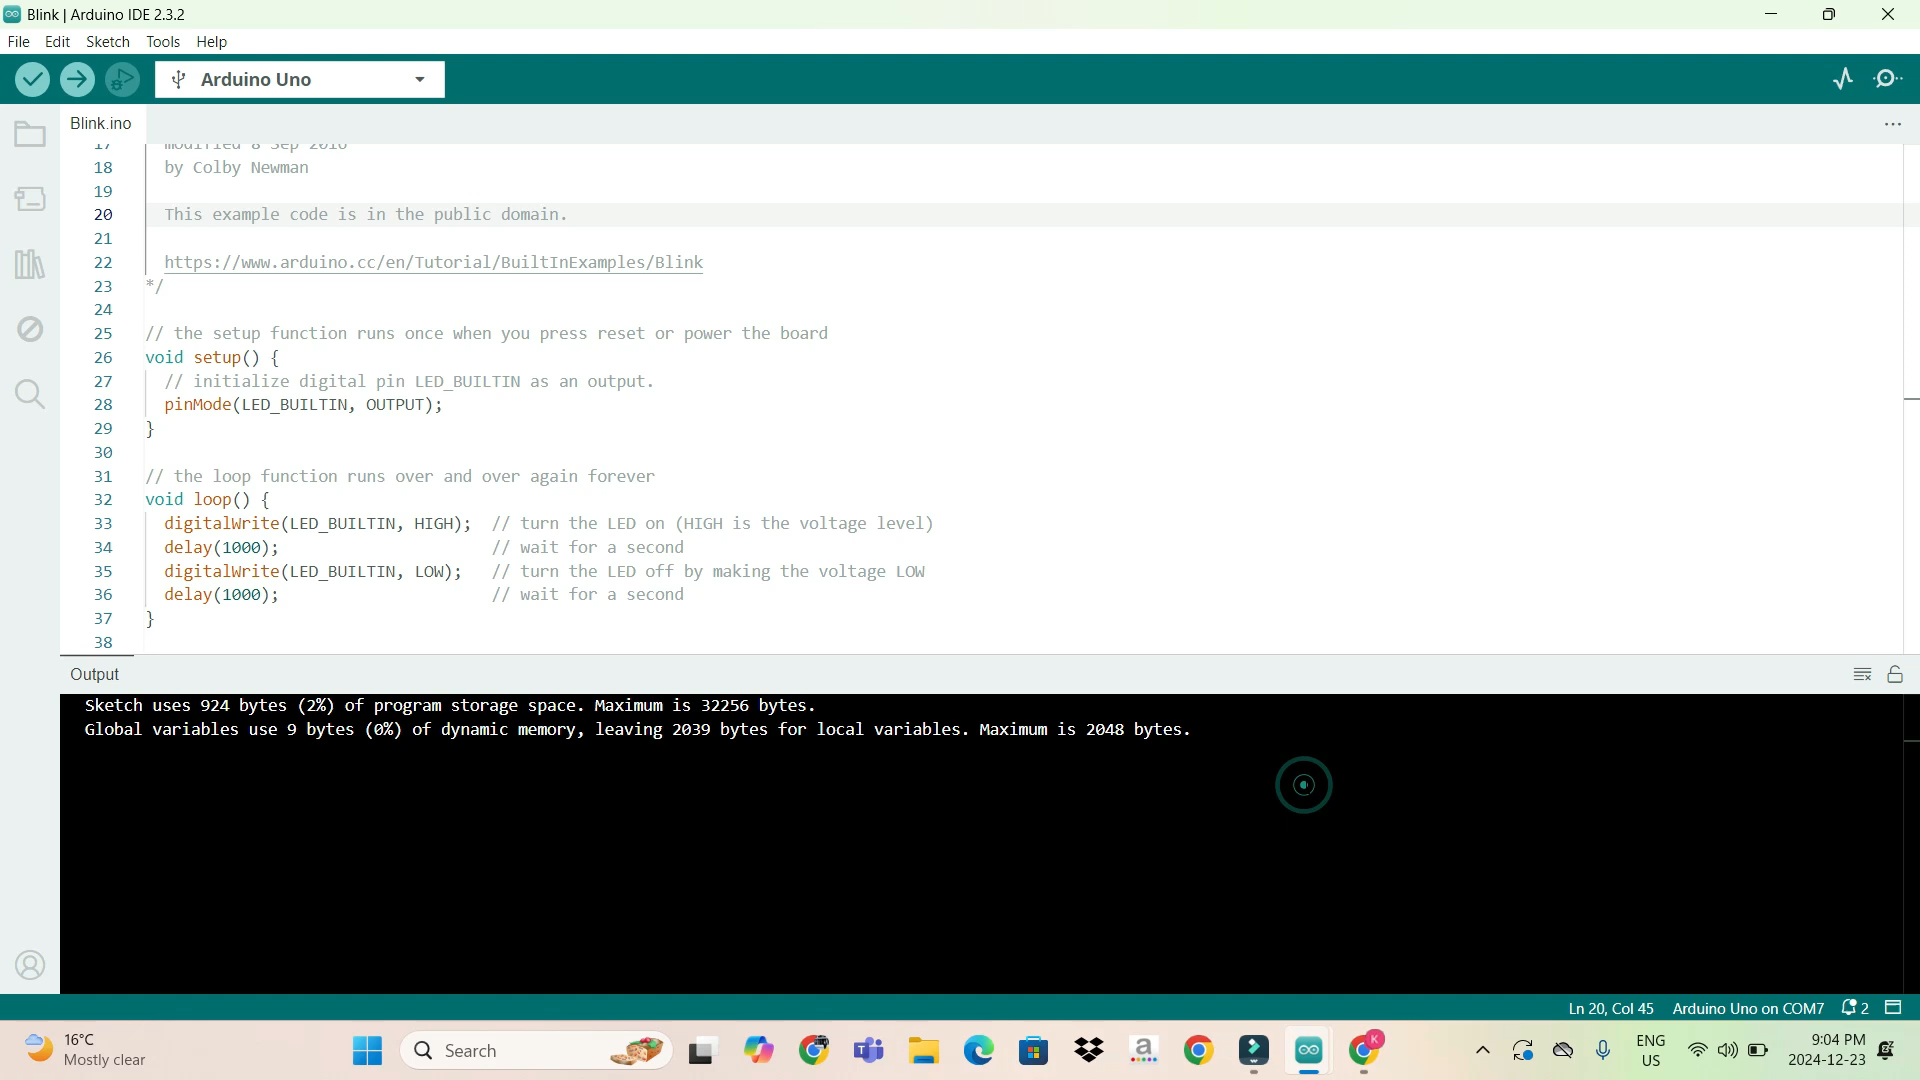 Blink | Arduino IDE 2.3.2
File Edit Sketch Tools Help
Arduino Uno
Blink.ino
17 modified 8 Sep 2016
18 by Colby Newman
19
20 This example code is in the public domain.
21
22 https://www.arduino.cc/en/Tutorial/BuiltInExamples/Blink
23 */
24
25 // the setup function runs once when you press reset or power the board
26 void setup() {
27 // initialize digital pin LED_BUILTIN as an output.
28 pinMode(LED_BUILTIN, OUTPUT);
29 }
30
31 // the loop function runs over and over again forever
32 void loop() {
33 digitalWrite(LED_BUILTIN, HIGH); // turn the LED on (HIGH is the voltage level)
34 delay(1000); // wait for a second
35 digitalWrite(LED_BUILTIN, LOW); // turn the LED off by making the voltage LOW
36 delay(1000); // wait for a second
37 }
38
Output
Sketch uses 924 bytes (2%) of program storage space. Maximum is 32256 bytes.
Global variables use 9 bytes (0%) of dynamic memory, leaving 2039 bytes for local variables. Maximum is 2048 bytes.
Ln 20, Col 45 Arduino Uno on COM7 2
16°C
Mostly clear
Search
a
K
ENG
US
9:04 PM
2024-12-23